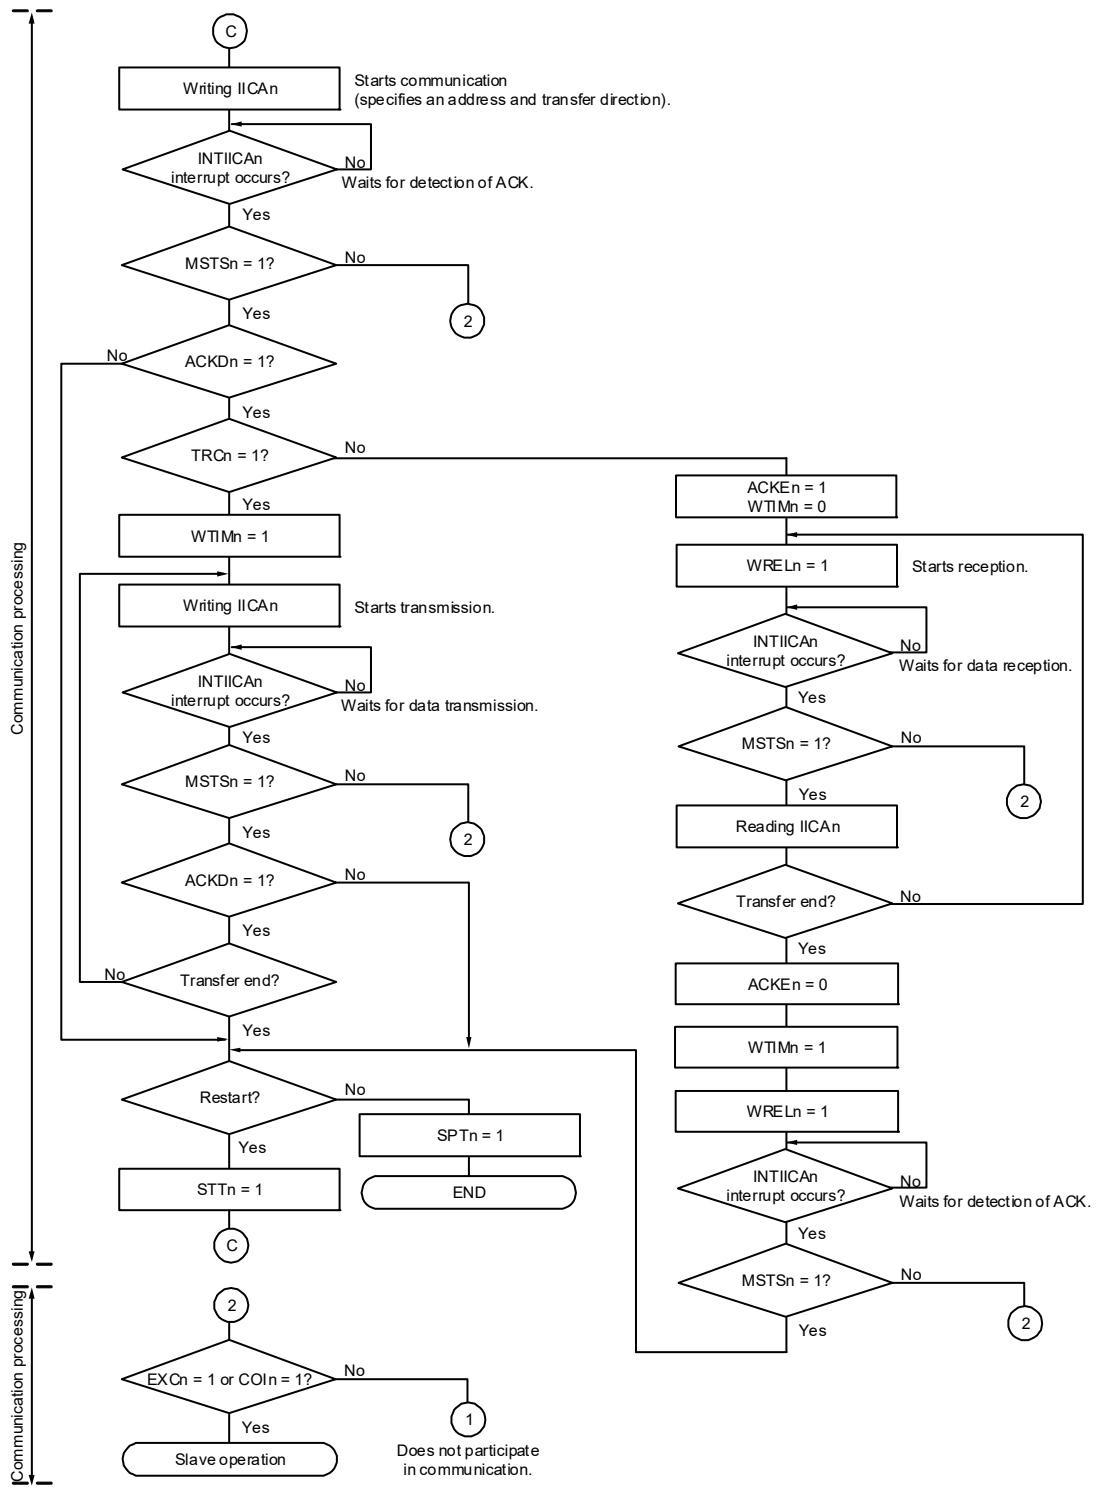 C
Writing IICAn
Starts communication
(specifies an address and transfer direction).
INTIICAn
interrupt occurs?
No
Waits for detection of ACK.
Yes
MSTSn = 1?
No
2
Yes
No
ACKDn = 1?
Yes
TRCn = 1?
No
Yes
WTIMn = 1
Writing IICAn
Starts transmission.
INTIICAn
interrupt occurs?
No
Waits for data transmission.
Yes
MSTSn = 1?
No
2
Yes
ACKDn = 1?
No
Yes
No
Transfer end?
Yes
Restart?
No
SPTn = 1
END
Yes
STTn = 1
C
ACKEn = 1
WTIMn = 0
WRELn = 1
Starts reception.
INTIICAn
interrupt occurs?
No
Waits for data reception.
Yes
MSTSn = 1?
No
2
Yes
Reading IICAn
Transfer end?
No
Yes
ACKEn = 0
WTIMn = 1
WRELn = 1
INTIICAn
interrupt occurs?
No
Waits for detection of ACK.
Yes
MSTSn = 1?
No
2
Yes
Communication processing
2
EXCn = 1 or COIn = 1?
No
1
Does not participate
in communication.
Yes
Slave operation
Communication processing